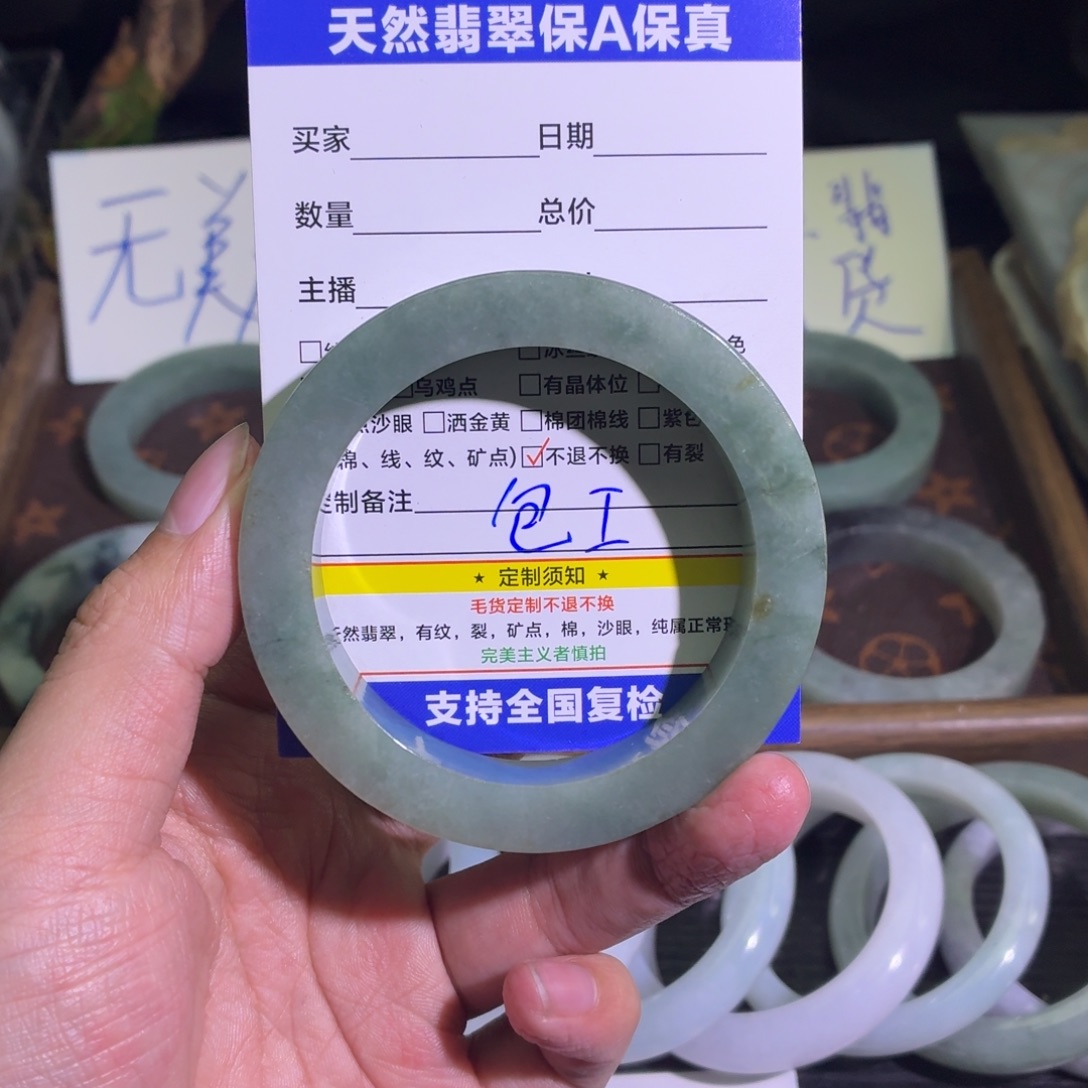 天然翡翠保A保真
买家 日期
数量 总价
主播
色
乌鸡点 □有晶体位 □
沙眼 □洒金黄 □棉团棉线 □紫色
棉、线、纹、矿点) ☑不退不换 □有裂
制备注
包工
★ 定制须知 ★
毛货定制不退不换
然翡翠,有纹,裂,矿点,棉,沙眼,纯属正常
完美主义者慎拍
支持全国复检
无美
翡
货